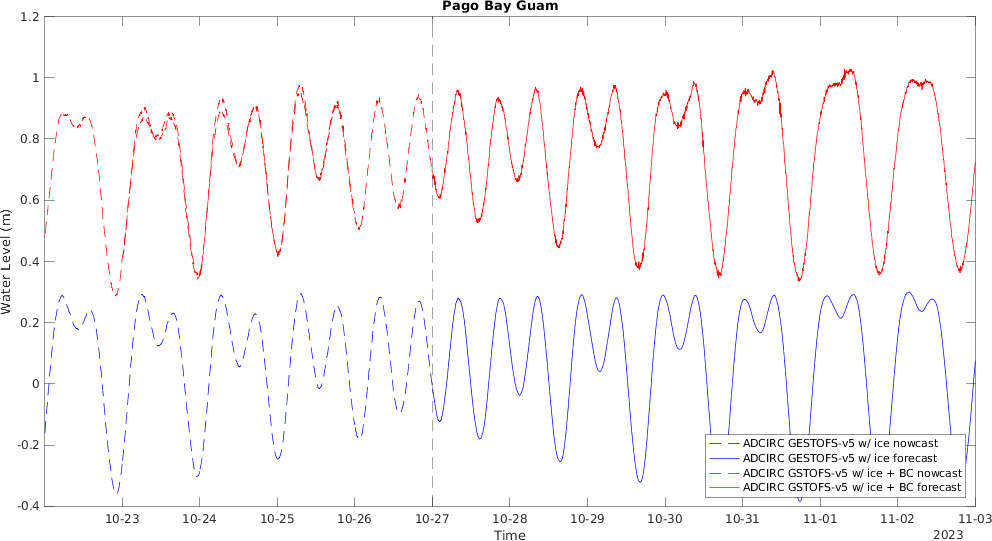 Pago Bay Guam
1.2
1
0.8
0.6
0.4
0.2
0
-0.2
-0.4
Water Level (m)
ADCIRC GESTOFS-v5 w/ ice nowcast
ADCIRC GESTOFS-v5 w/ ice forecast
ADCIRC GSTOFS-v5 w/ ice + BC nowcast
ADCIRC GSTOFS-v5 w/ ice + BC forecast
10-23 10-24 10-25 10-26 10-27 10-28 10-29 10-30 10-31 11-01 11-02 11-03
Time
2023